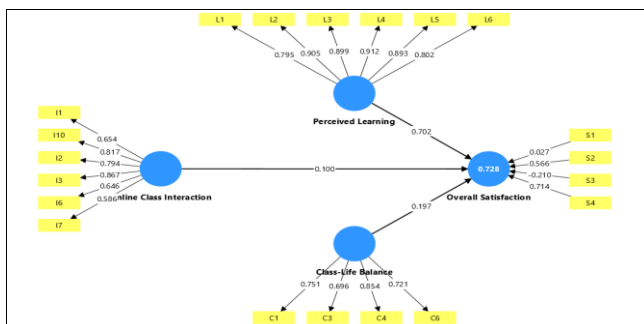 L1 L2 L3 L4 L5 L6
0.795 0.905 0.899 0.912 0.893 0.802
Perceived Learning
0.702
I1
I10
I2
I3
I6
I7
0.654
0.817
0.794
0.867
0.646
0.586
nline Class Interaction
0.100
0.728
Overall Satisfaction
0.027
0.566
-0.210
0.714
S1
S2
S3
S4
0.197
Class-Life Balance
0.751 0.696 0.854 0.721
C1 C3 C4 C6